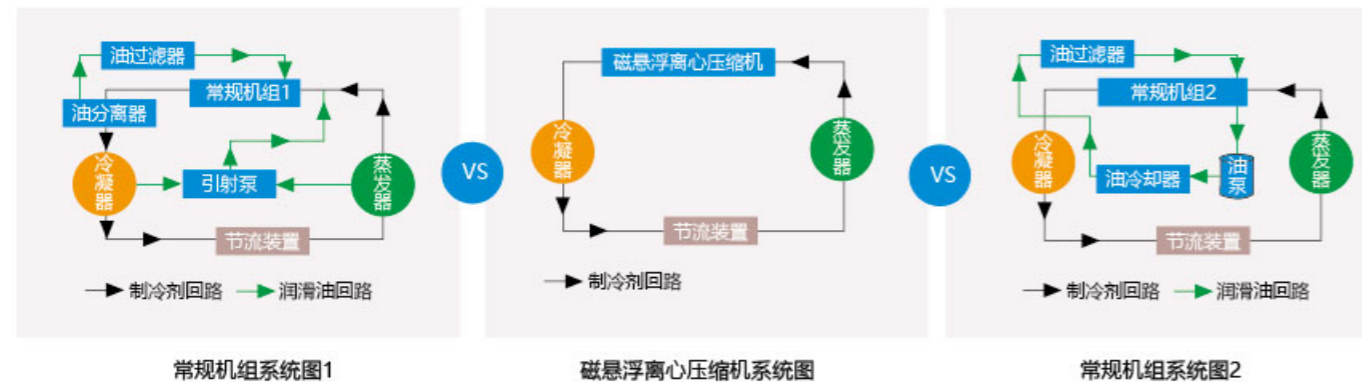 油过滤器
常规机组1
油分离器
冷凝器
引射泵
蒸发器
节流装置
制冷剂回路
润滑油回路
常规机组系统图1
VS
磁悬浮离心压缩机
冷凝器
蒸发器
节流装置
制冷剂回路
磁悬浮离心压缩机系统图
VS
油过滤器
常规机组2
冷凝器
油冷却器
油泵
蒸发器
节流装置
制冷剂回路
润滑油回路
常规机组系统图2